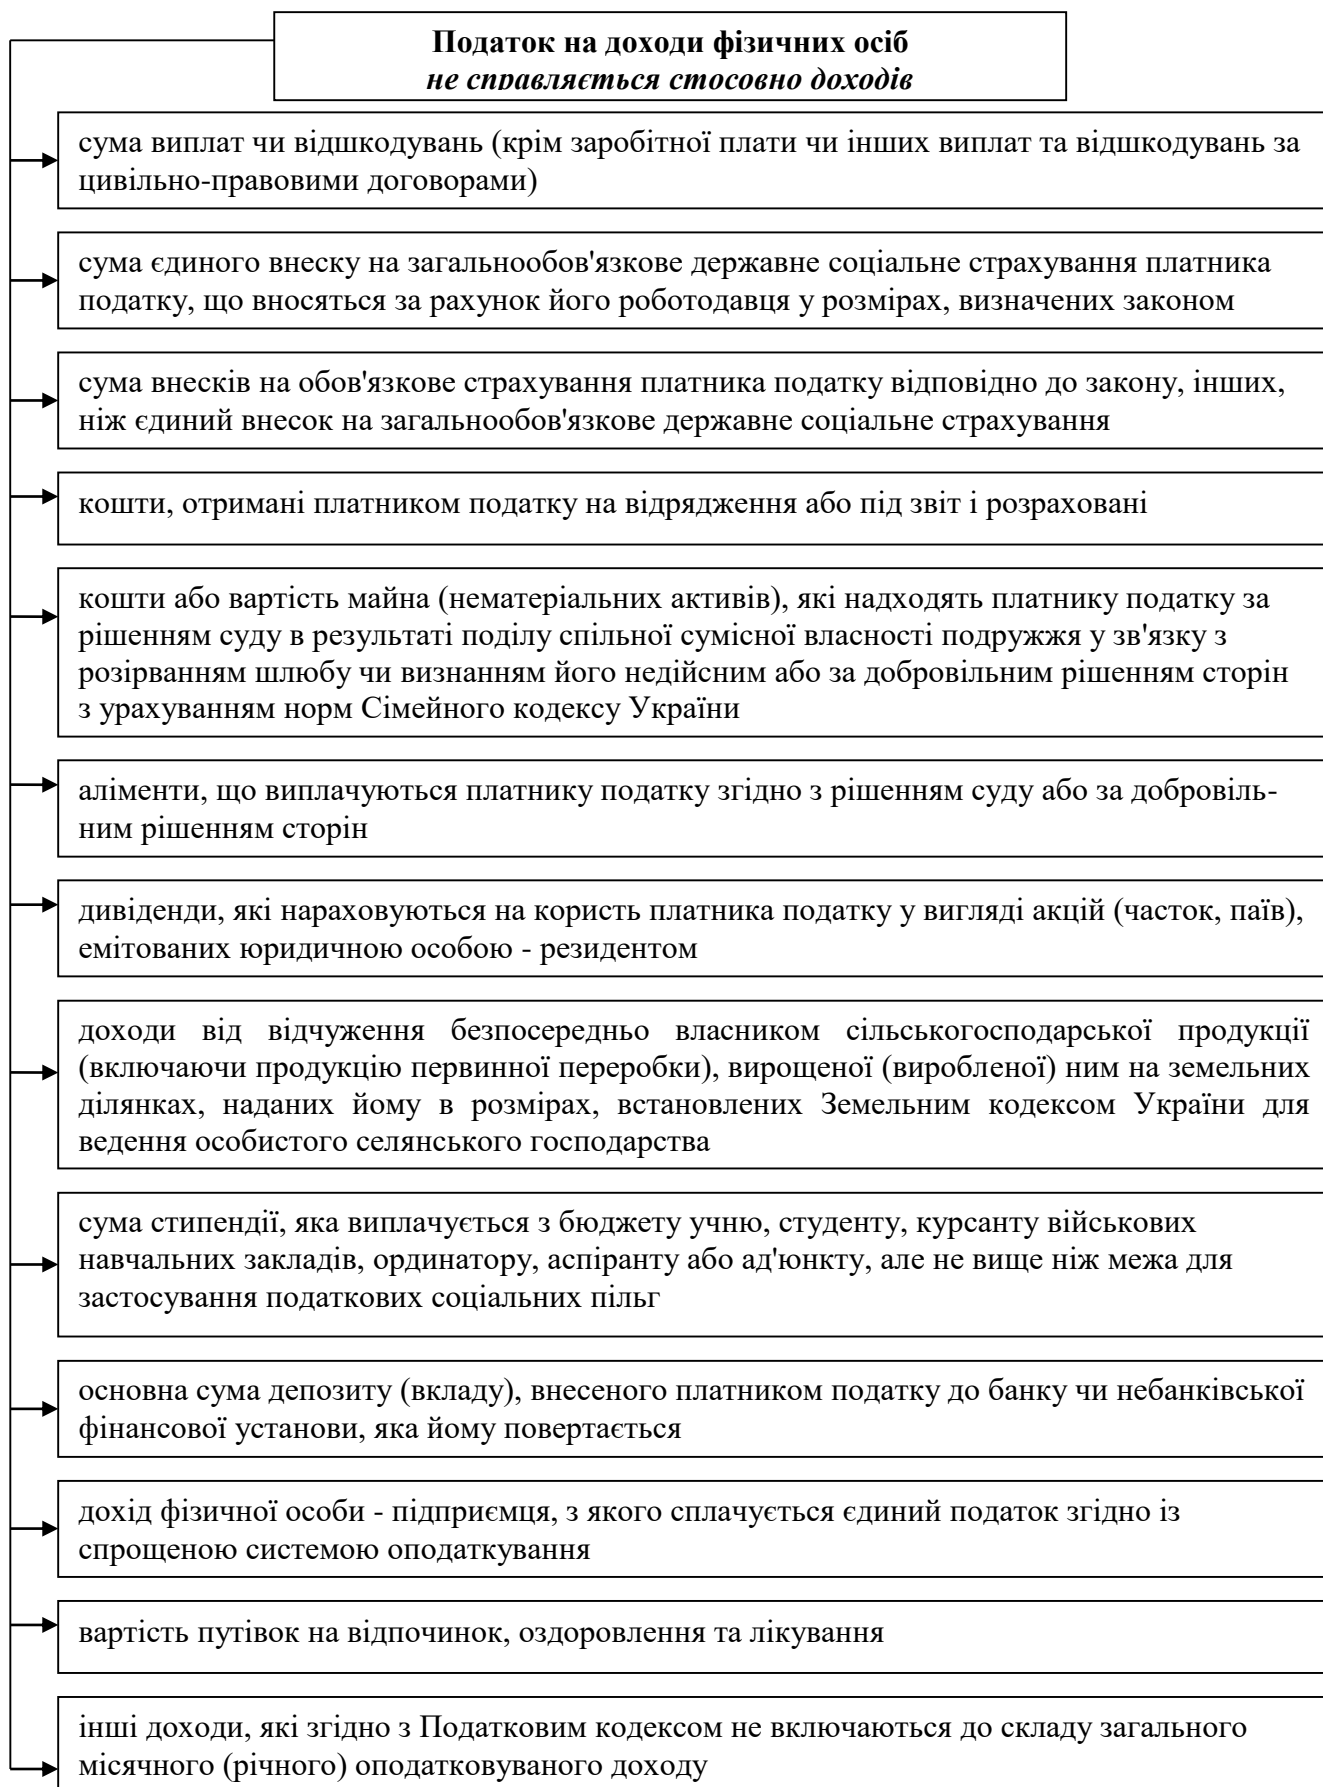 Податок на доходи фізичних осіб
не справляється стосовно доходів
сума виплат чи відшкодувань (крім заробітної плати чи інших виплат та відшкодувань за
цивільно-правовими договорами)
сума єдиного внеску на загальнообов'язкове державне соціальне страхування платника
податку, що вносяться за рахунок його роботодавця у розмірах, визначених законом
сума внесків на обов'язкове страхування платника податку відповідно до закону, інших,
ніж єдиний внесок на загальнообов'язкове державне соціальне страхування
кошти, отримані платником податку на відрядження або під звіт і розраховані
кошти або вартість майна (нематеріальних активів), які надходять платнику податку за
рішенням суду в результаті поділу спільної сумісної власності подружжя у зв'язку з
розірванням шлюбу чи визнанням його недійсним або за добровільним рішенням сторін
з урахуванням норм Сімейного кодексу України
аліменти, що виплачуються платнику податку згідно з рішенням суду або за добровіль-
ним рішенням сторін
дивіденди, які нараховуються на користь платника податку у вигляді акцій (часток, паїв),
емітованих юридичною особою - резидентом
доходи від відчуження безпосередньо власником сільськогосподарської продукції
(включаючи продукцію первинної переробки), вирощеної (виробленої) ним на земельних
ділянках, наданих йому в розмірах, встановлених Земельним кодексом України для
ведення особистого селянського господарства
сума стипендії, яка виплачується з бюджету учню, студенту, курсанту військових
навчальних закладів, ординатору, аспіранту або ад'юнкту, але не вище ніж межа для
застосування податкових соціальних пільг
основна сума депозиту (вкладу), внесеного платником податку до банку чи небанківської
фінансової установи, яка йому повертається
дохід фізичної особи - підприємця, з якого сплачується єдиний податок згідно із
спрощеною системою оподаткування
вартість путівок на відпочинок, оздоровлення та лікування
інші доходи, які згідно з Податковим кодексом не включаються до складу загального
місячного (річного) оподатковуваного доходу